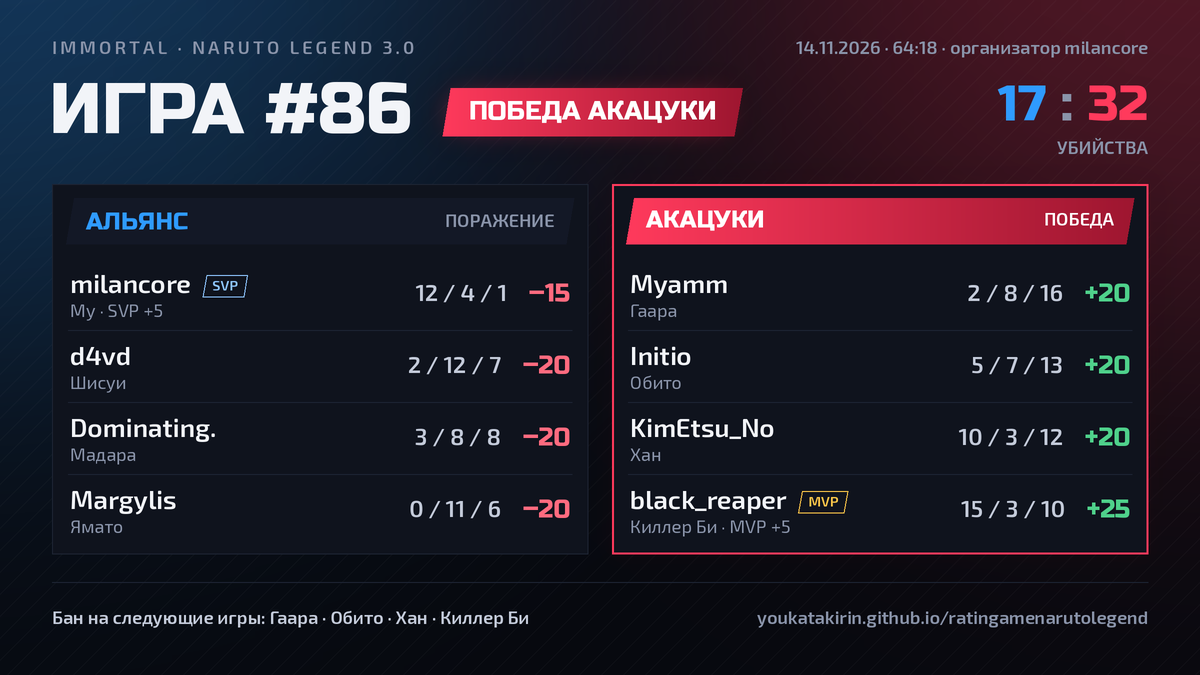 IMMORTAL · NARUTO LEGEND 3.0
14.11.2026 · 64:18 · организатор milancore
ИГРА #86
ПОБЕДА АКАЦУКИ
17 : 32
УБИЙСТВА
АЛЬЯНС ПОРАЖЕНИЕ
milancore SVP 12 / 4 / 1 −15
Му · SVP +5
d4vd 2 / 12 / 7 −20
Шисуи
Dominating. 3 / 8 / 8 −20
Мадара
Margylis 0 / 11 / 6 −20
Ямато
АКАЦУКИ ПОБЕДА
Myamm 2 / 8 / 16 +20
Гаара
Initio 5 / 7 / 13 +20
Обито
KimEtsu_No 10 / 3 / 12 +20
Хан
black_reaper MVP 15 / 3 / 10 +25
Киллер Би · MVP +5
Бан на следующие игры: Гаара · Обито · Хан · Киллер Би
youkatakirin.github.io/ratingamenarutolegend